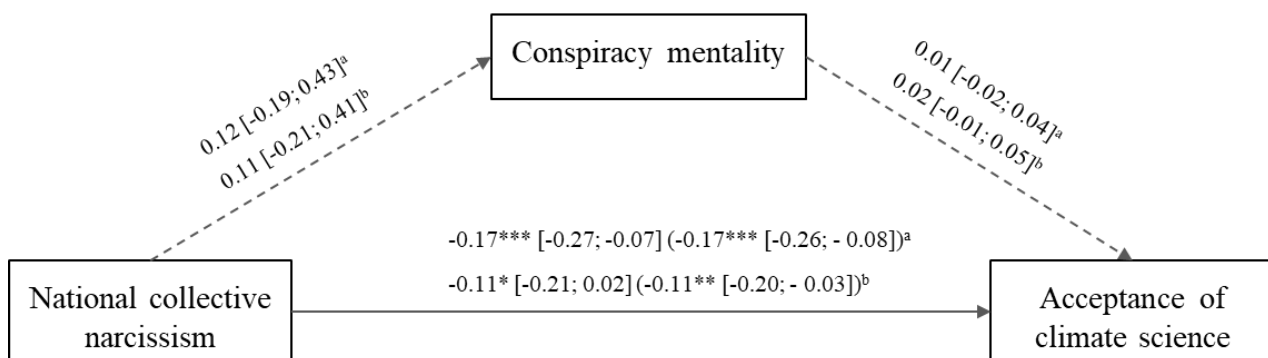 Conspiracy mentality
0.12 [-0.19; 0.43]ᵃ
0.11 [-0.21; 0.41]ᵇ
0.01 [-0.02; 0.04]ᵃ
0.02 [-0.01; 0.05]ᵇ
-0.17*** [-0.27; -0.07] (-0.17*** [-0.26; - 0.08])ᵃ
-0.11* [-0.21; 0.02] (-0.11** [-0.20; - 0.03])ᵇ
National collective
narcissism
Acceptance of
climate science